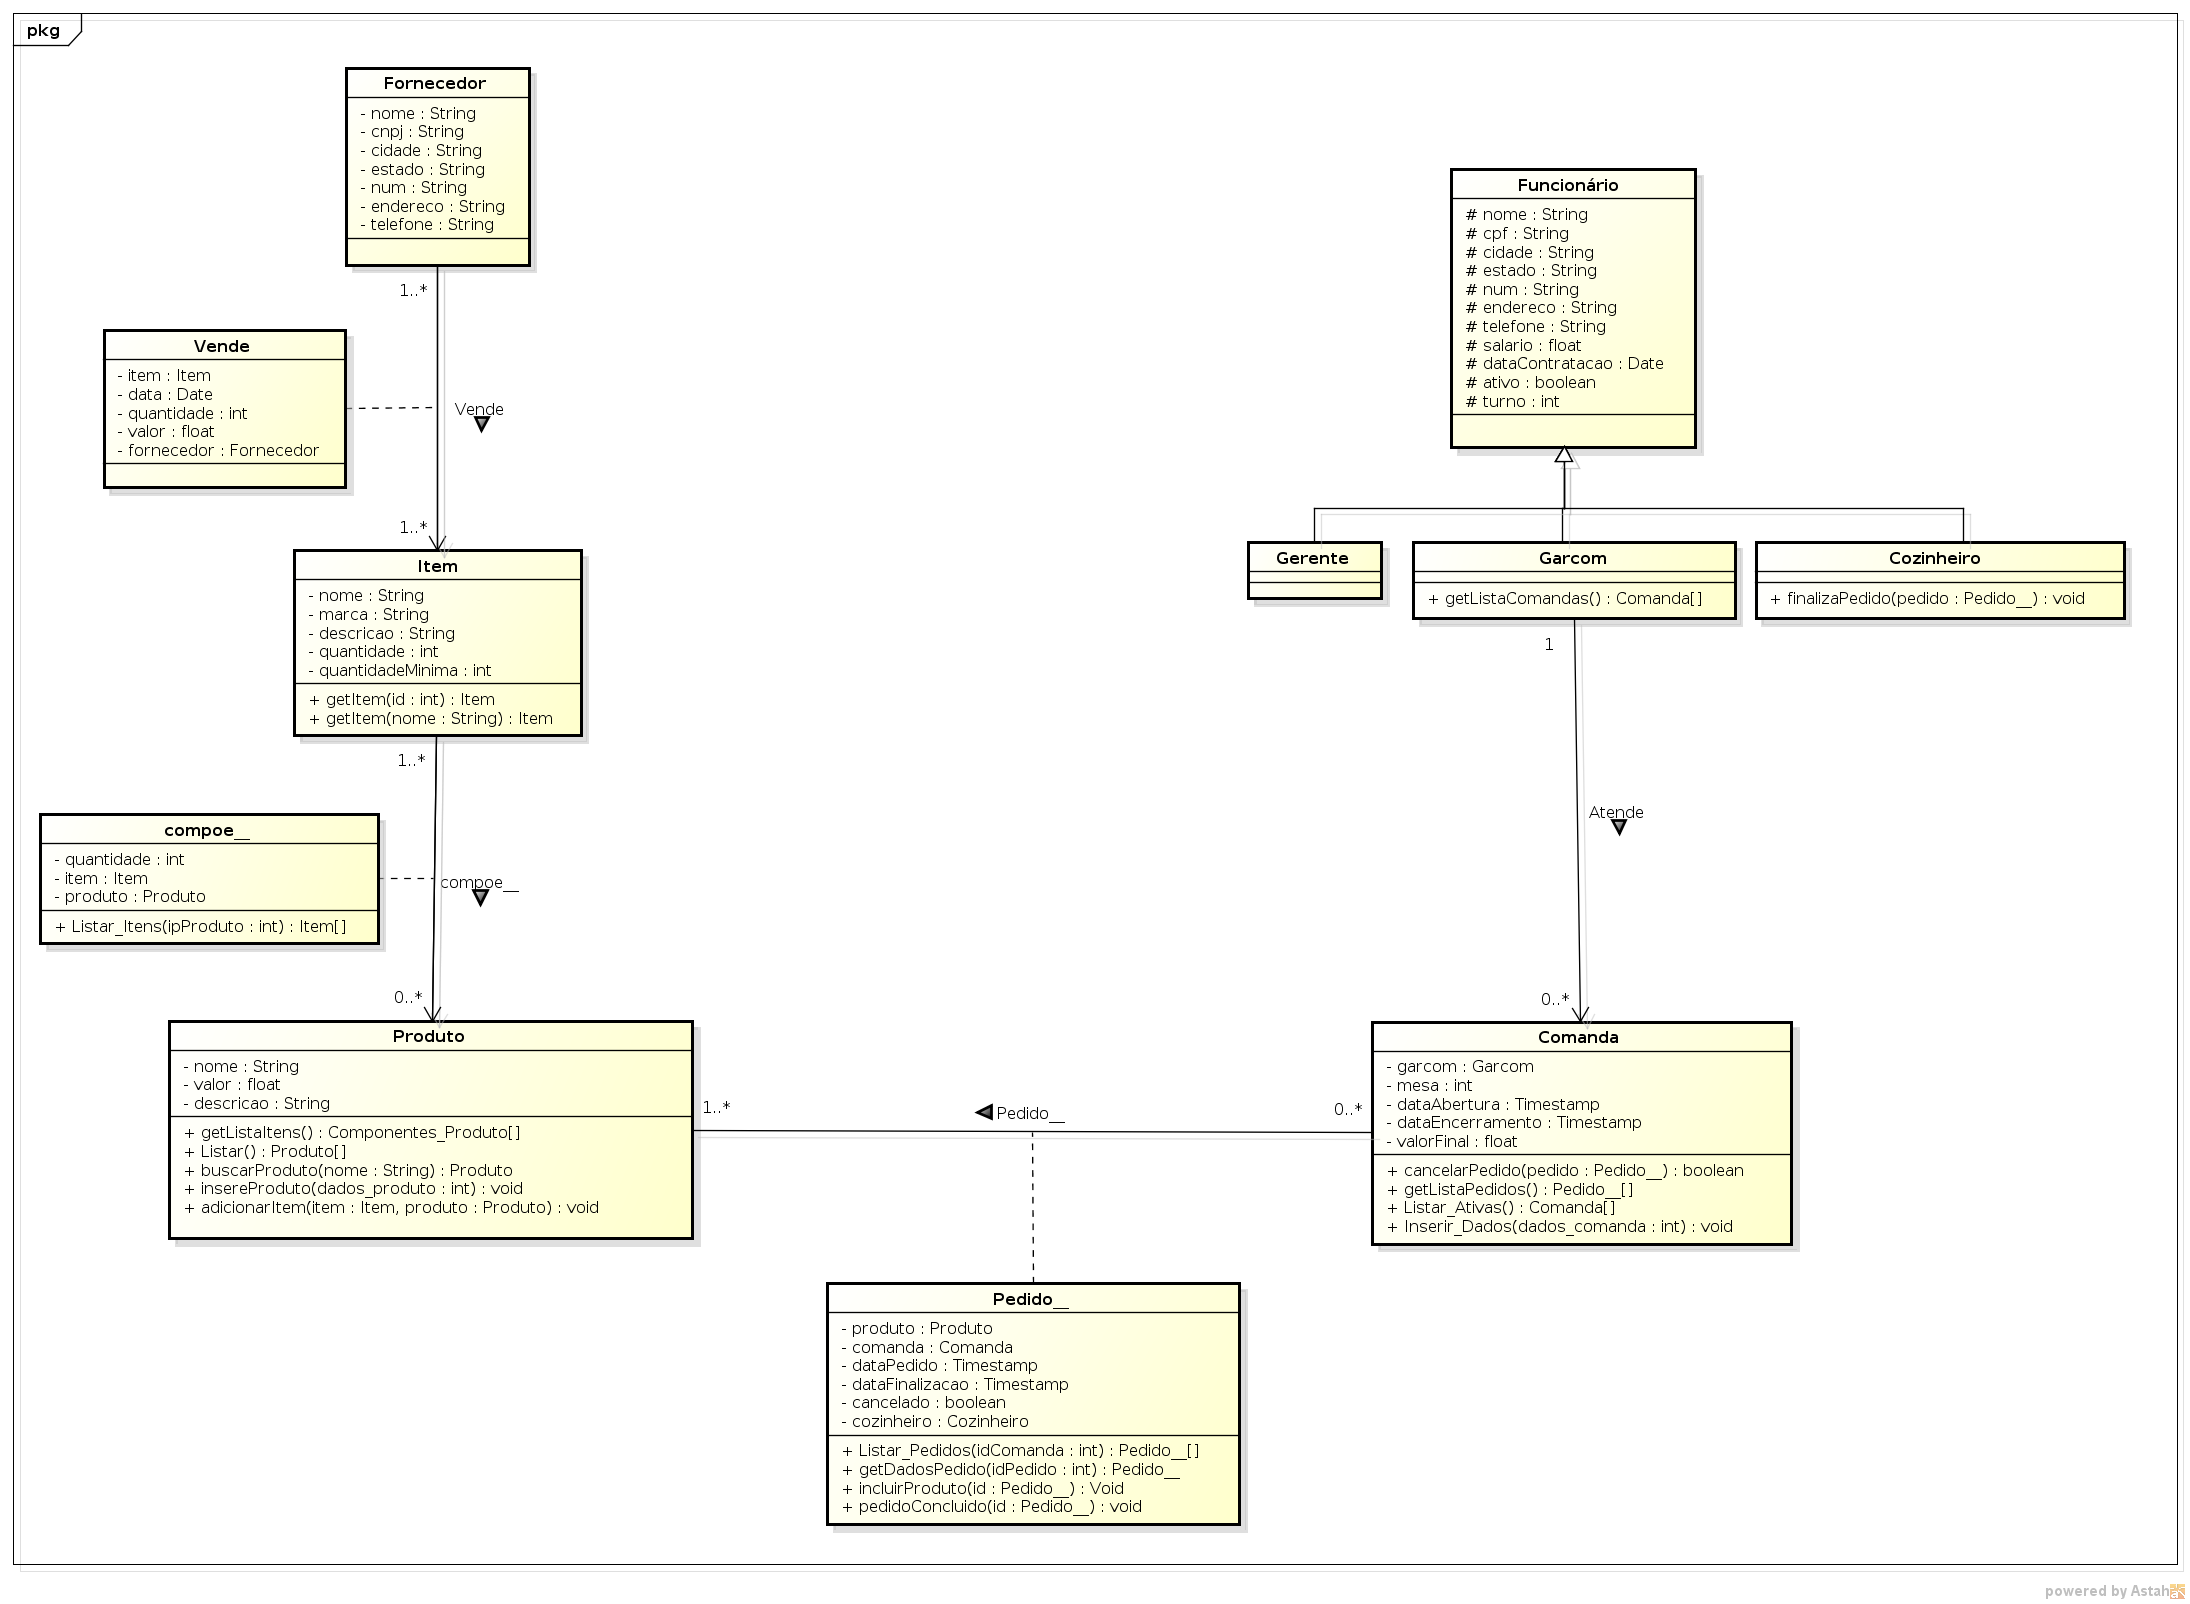 pkg
Fornecedor
- nome : String
- cnpj : String
- cidade : String
- estado : String
- num : String
- endereco : String
- telefone : String
1..*
Vende
- item : Item
- data : Date
- quantidade : int
- valor : float
- fornecedor : Fornecedor
Vende
1..*
Item
- nome : String
- marca : String
- descricao : String
- quantidade : int
- quantidadeMinima : int
+ getItem(id : int) : Item
+ getItem(nome : String) : Item
1..*
compoe__
- quantidade : int
- item : Item
- produto : Produto
+ Listar_Itens(ipProduto : int) : Item[]
compoe__
0..*
Produto
- nome : String
- valor : float
- descricao : String
+ getListaItens() : Componentes_Produto[]
+ Listar() : Produto[]
+ buscarProduto(nome : String) : Produto
+ insereProduto(dados_produto : int) : void
+ adicionarItem(item : Item, produto : Produto) : void
Funcionário
# nome : String
# cpf : String
# cidade : String
# estado : String
# num : String
# endereco : String
# telefone : String
# salario : float
# dataContratacao : Date
# ativo : boolean
# turno : int
Gerente
Garcom
+ getListaComandas() : Comanda[]
Cozinheiro
+ finalizaPedido(pedido : Pedido__) : void
1
Atende
0..*
Comanda
- garcom : Garcom
- mesa : int
- dataAbertura : Timestamp
- dataEncerramento : Timestamp
- valorFinal : float
+ cancelarPedido(pedido : Pedido__) : boolean
+ getListaPedidos() : Pedido__[]
+ Listar_Ativas() : Comanda[]
+ Inserir_Dados(dados_comanda : int) : void
1..*
Pedido__
0..*
Pedido__
- produto : Produto
- comanda : Comanda
- dataPedido : Timestamp
- dataFinalizacao : Timestamp
- cancelado : boolean
- cozinheiro : Cozinheiro
+ Listar_Pedidos(idComanda : int) : Pedido__[]
+ getDadosPedido(idPedido : int) : Pedido__
+ incluirProduto(id : Pedido__) : Void
+ pedidoConcluido(id : Pedido__) : void
powered by Astah